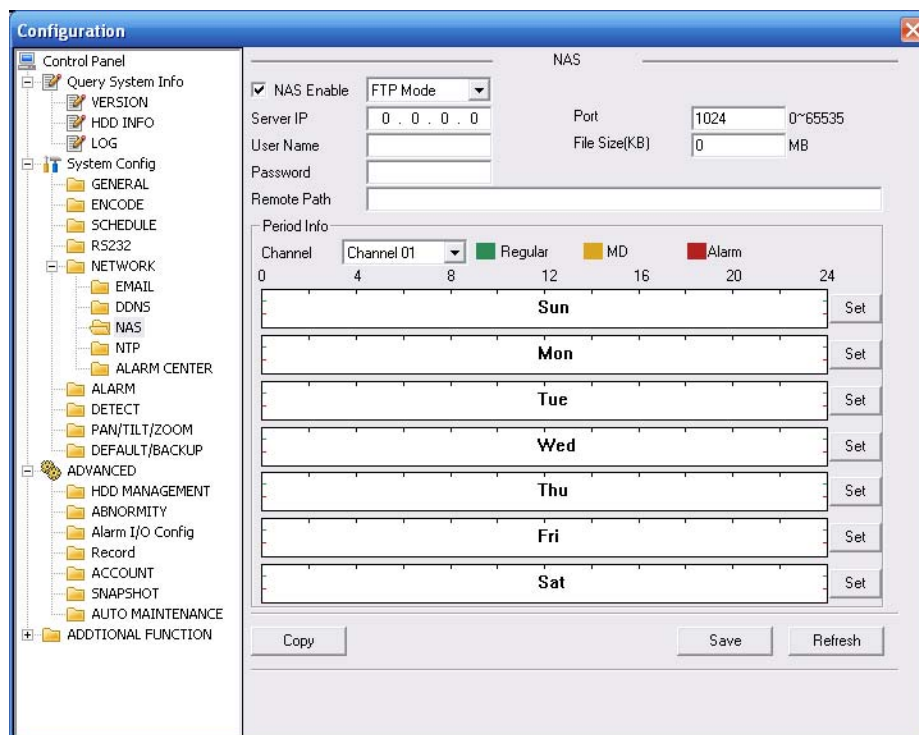 Configuration
Control Panel
Query System Info
VERSION
HDD INFO
LOG
System Config
GENERAL
ENCODE
SCHEDULE
RS232
NETWORK
EMAIL
DDNS
NAS
NTP
ALARM CENTER
ALARM
DETECT
PAN/TILT/ZOOM
DEFAULT/BACKUP
ADVANCED
HDD MANAGEMENT
ABNORMITY
Alarm I/O Config
Record
ACCOUNT
SNAPSHOT
AUTO MAINTENANCE
ADDTIONAL FUNCTION
NAS
NAS Enable FTP Mode
Server IP 0 . 0 . 0 . 0 Port 1024 0~65535
User Name File Size(KB) 0 MB
Password
Remote Path
Period Info
Channel Channel 01 Regular MD Alarm
0 4 8 12 16 20 24
Sun Set
Mon Set
Tue Set
Wed Set
Thu Set
Fri Set
Sat Set
Copy Save Refresh